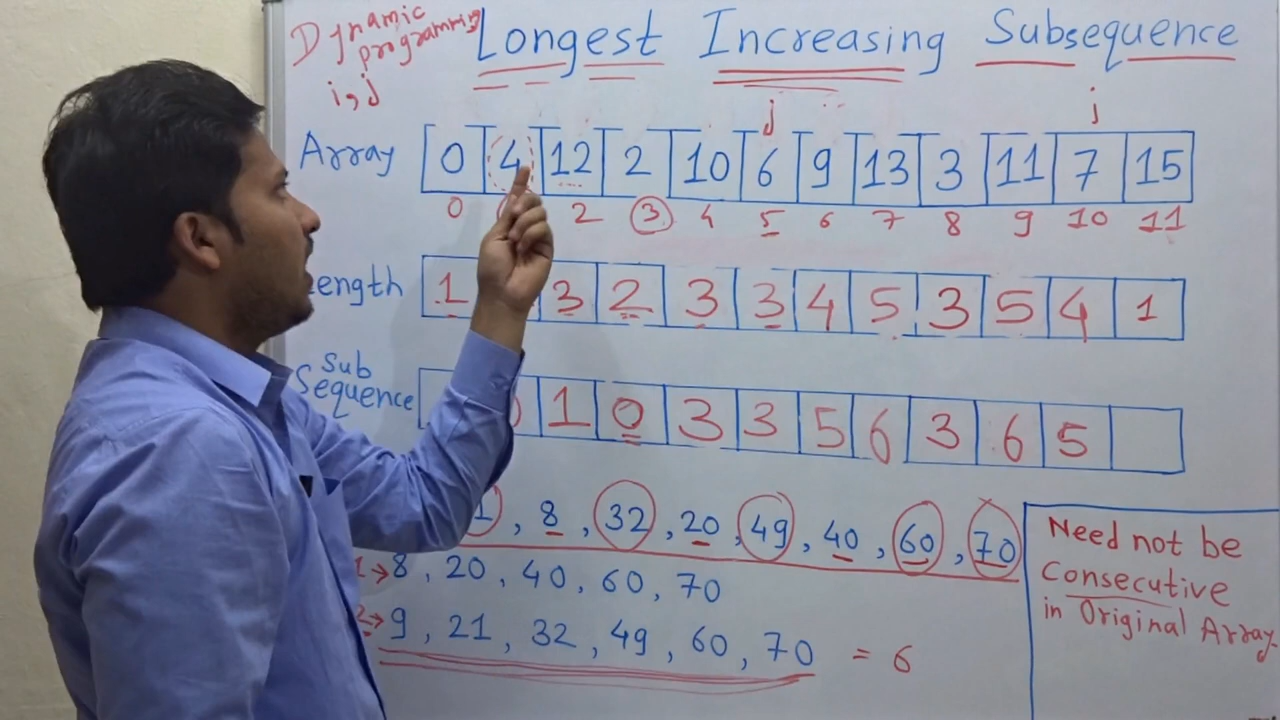 Dynamic programming
Longest Increasing Subsequence
i, j
j j
Array 0 4 12 2 10 6 9 13 3 11 7 15
0 2 3 4 5 6 7 8 9 10 11
Length 1 3 2 3 3 4 5 3 5 4 1
Sub
Sequence 1 0 3 3 5 6 3 6 5
, 8, 32, 20, 49, 40, 60, 70
1→ 8, 20, 40, 60, 70
2→ 9, 21, 32, 49, 60, 70 = 6
Need not be
Consecutive
in Original Array.